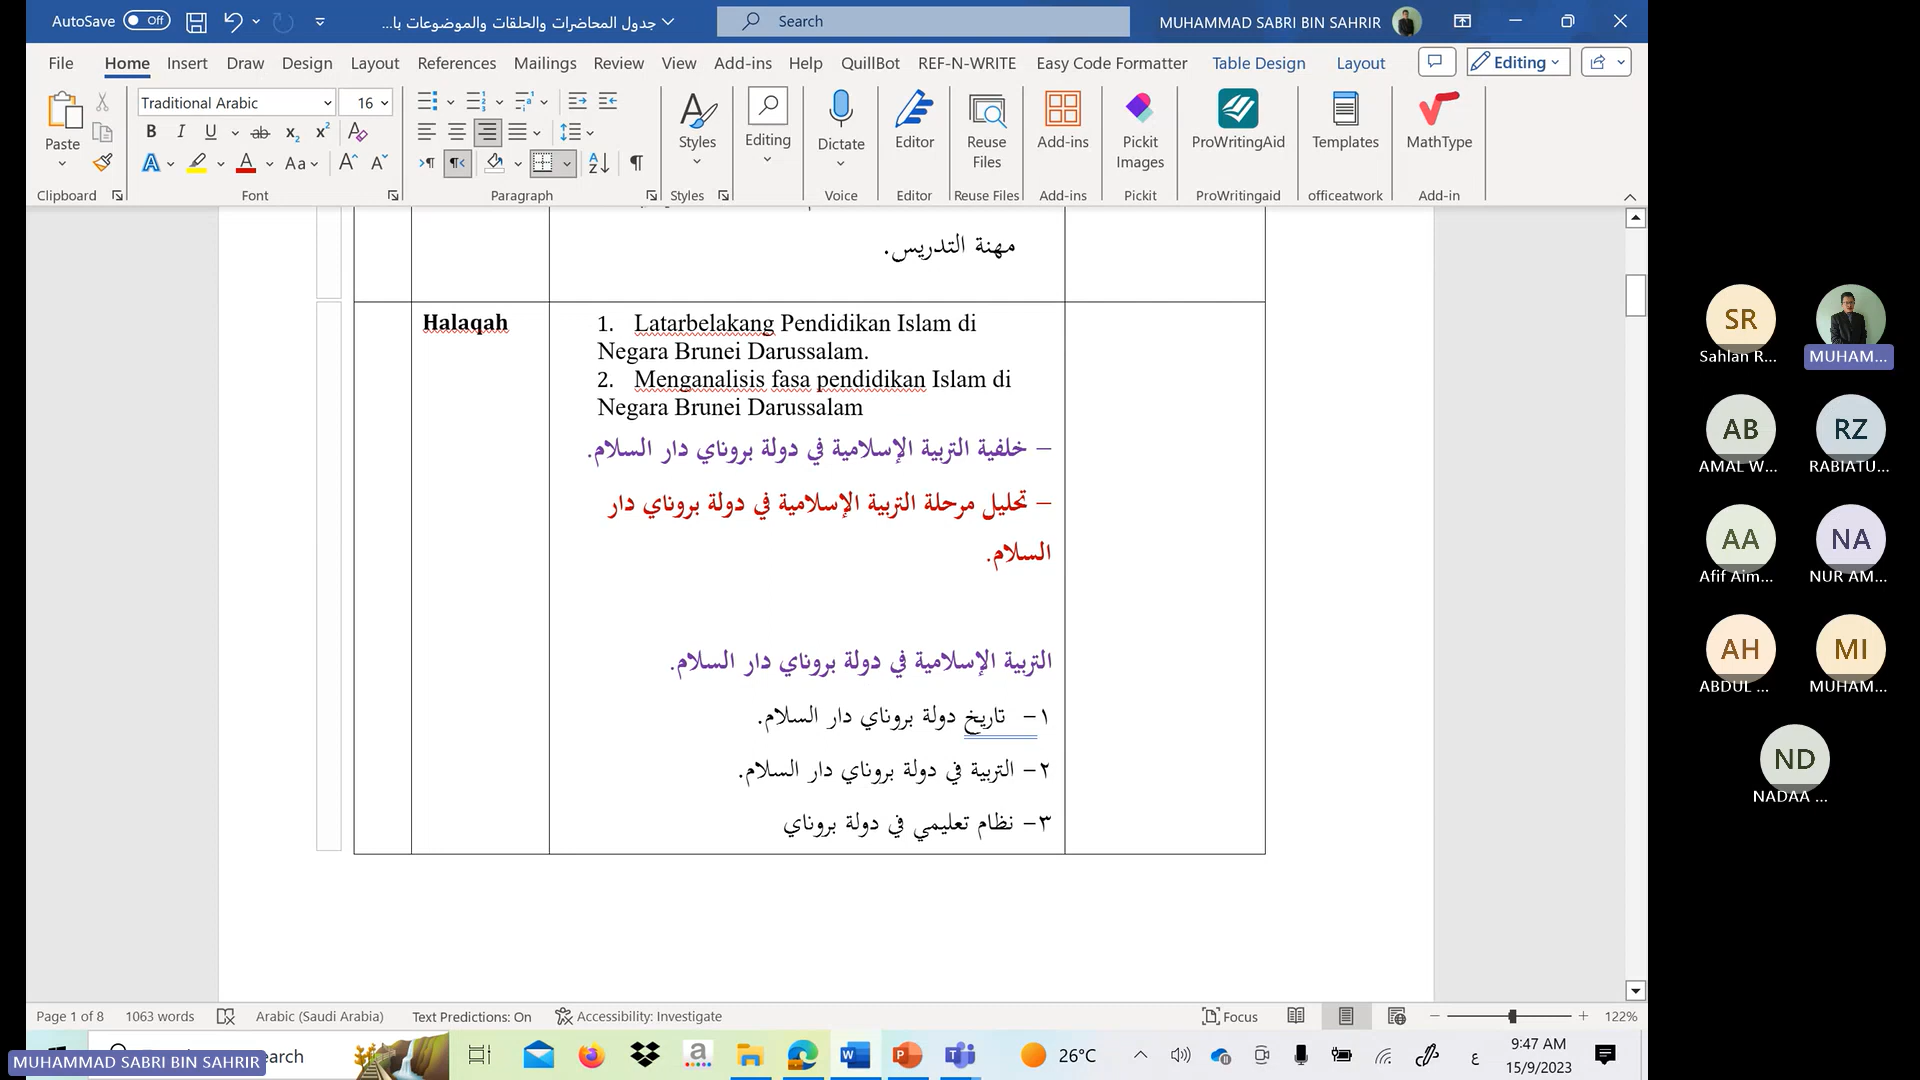 AutoSave Off جدول المحاضرات والحلقات والموضوعات با... Search MUHAMMAD SABRI BIN SAHRIR
File Home Insert Draw Design Layout References Mailings Review View Add-ins Help QuillBot REF-N-WRITE Easy Code Formatter Table Design Layout Editing
Traditional Arabic 16
Paste Styles Editing Dictate Editor Reuse Files Add-ins Pickit Images ProWritingAid Templates MathType
Clipboard Font Paragraph Styles Voice Editor Reuse Files Add-ins Pickit ProWritingaid officeatwork Add-in
مهنة التدريس.
Halaqah
1. Latarbelakang Pendidikan Islam di
Negara Brunei Darussalam.
2. Menganalisis fasa pendidikan Islam di
Negara Brunei Darussalam
– خلفية التربية الإسلامية في دولة بروناي دار السلام.
– تحليل مرحلة التربية الإسلامية في دولة بروناي دار
السلام.
التربية الإسلامية في دولة بروناي دار السلام.
١– تاريخ دولة بروناي دار السلام.
٢– التربية في دولة بروناي دار السلام.
٣– نظام تعليمي في دولة بروناي
SR
Sahlan R...
MUHAM...
AB
AMAL W...
RZ
RABIATU...
AA
Afif Aim...
NA
NUR AM...
AH
ABDUL ...
MI
MUHAM...
ND
NADAA ...
Page 1 of 8 1063 words Arabic (Saudi Arabia) Text Predictions: On Accessibility: Investigate Focus 122%
MUHAMMAD SABRI BIN SAHRIR
26°C
ع
9:47 AM
15/9/2023